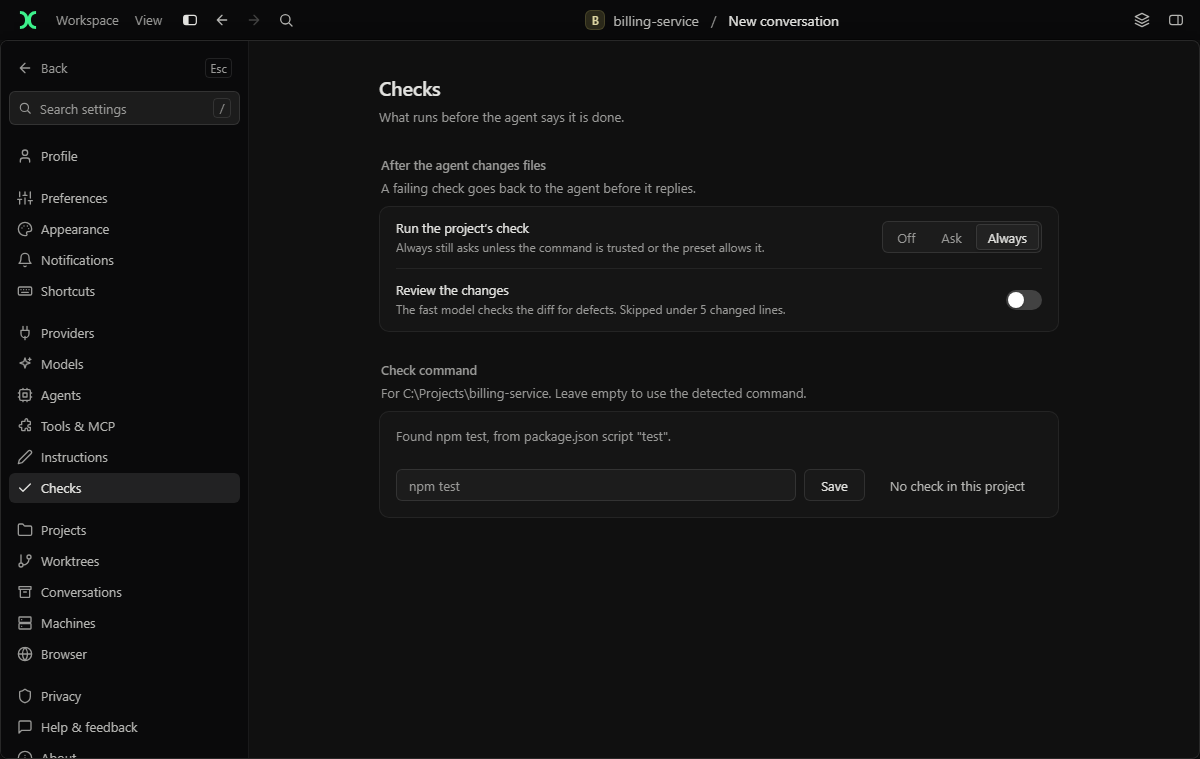 Workspace View
B billing-service / New conversation
Back Esc
Search settings /
Profile
Preferences
Appearance
Notifications
Shortcuts
Providers
Models
Agents
Tools & MCP
Instructions
Checks
Projects
Worktrees
Conversations
Machines
Browser
Privacy
Help & feedback
About
Checks
What runs before the agent says it is done.
After the agent changes files
A failing check goes back to the agent before it replies.
Run the project's check
Always still asks unless the command is trusted or the preset allows it.
Off Ask Always
Review the changes
The fast model checks the diff for defects. Skipped under 5 changed lines.
Check command
For C:\Projects\billing-service. Leave empty to use the detected command.
Found npm test, from package.json script "test".
npm test Save No check in this project